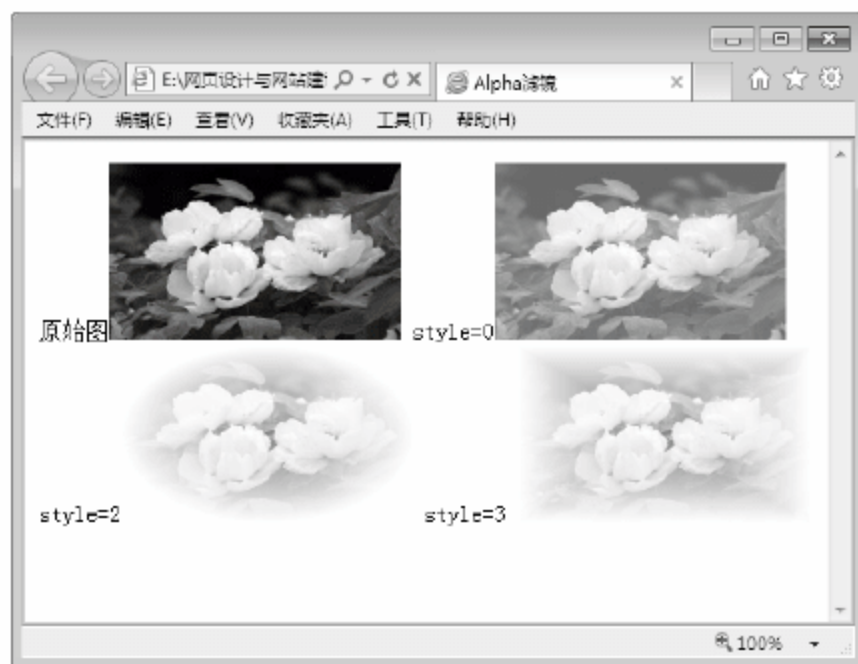 E:\网页设计与网站建
Alpha滤镜
文件(F) 编辑(E) 查看(V) 收藏夹(A) 工具(T) 帮助(H)
原始图 style=0
style=2 style=3
100%